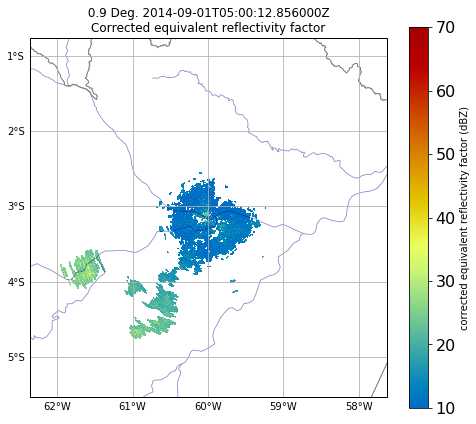 0.9 Deg. 2014-09-01T05:00:12.856000Z
Corrected equivalent reflectivity factor
1°S
2°S
3°S
4°S
5°S
62°W 61°W 60°W 59°W 58°W
70
60
50
40
30
20
10
corrected equivalent reflectivity factor (dBZ)